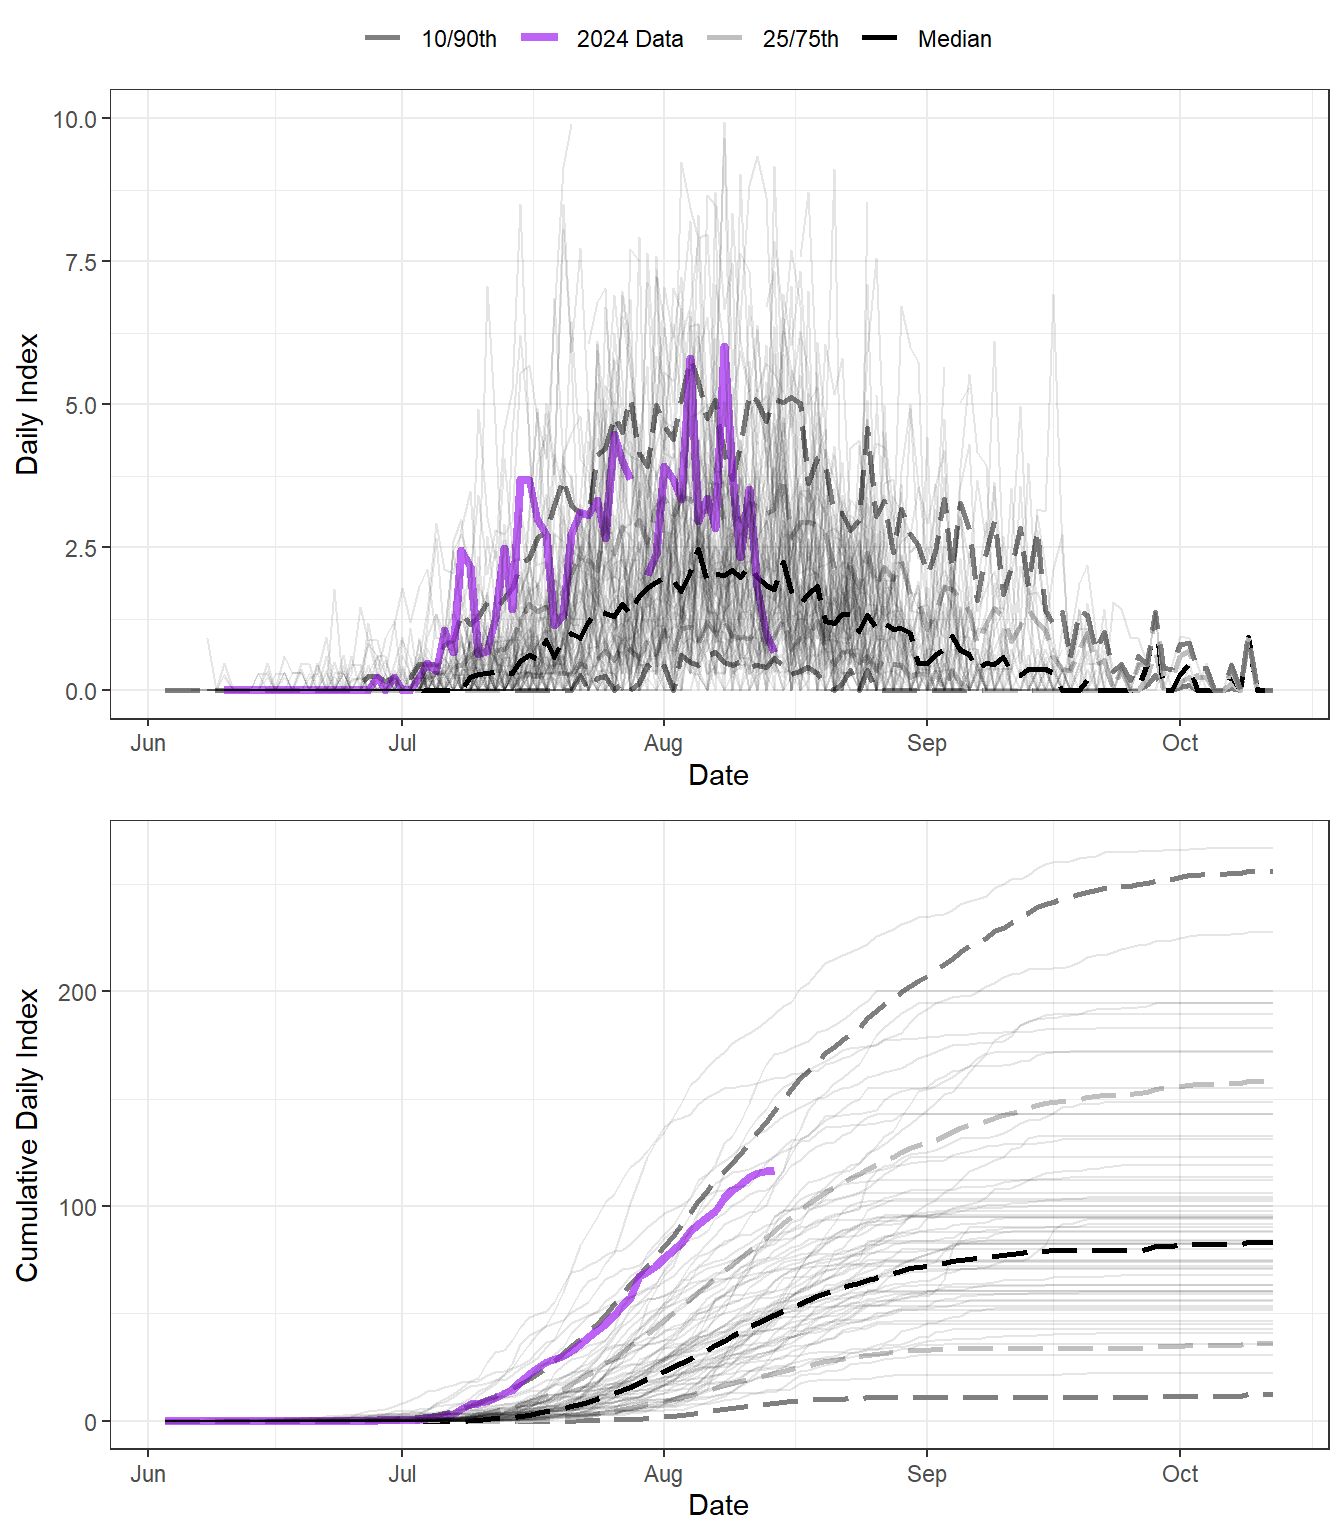 10/90th 2024 Data 25/75th Median
10.0
7.5
5.0
2.5
0.0
Daily Index
Jun Jul Aug Sep Oct
Date
200
100
0
Cumulative Daily Index
Jun Jul Aug Sep Oct
Date